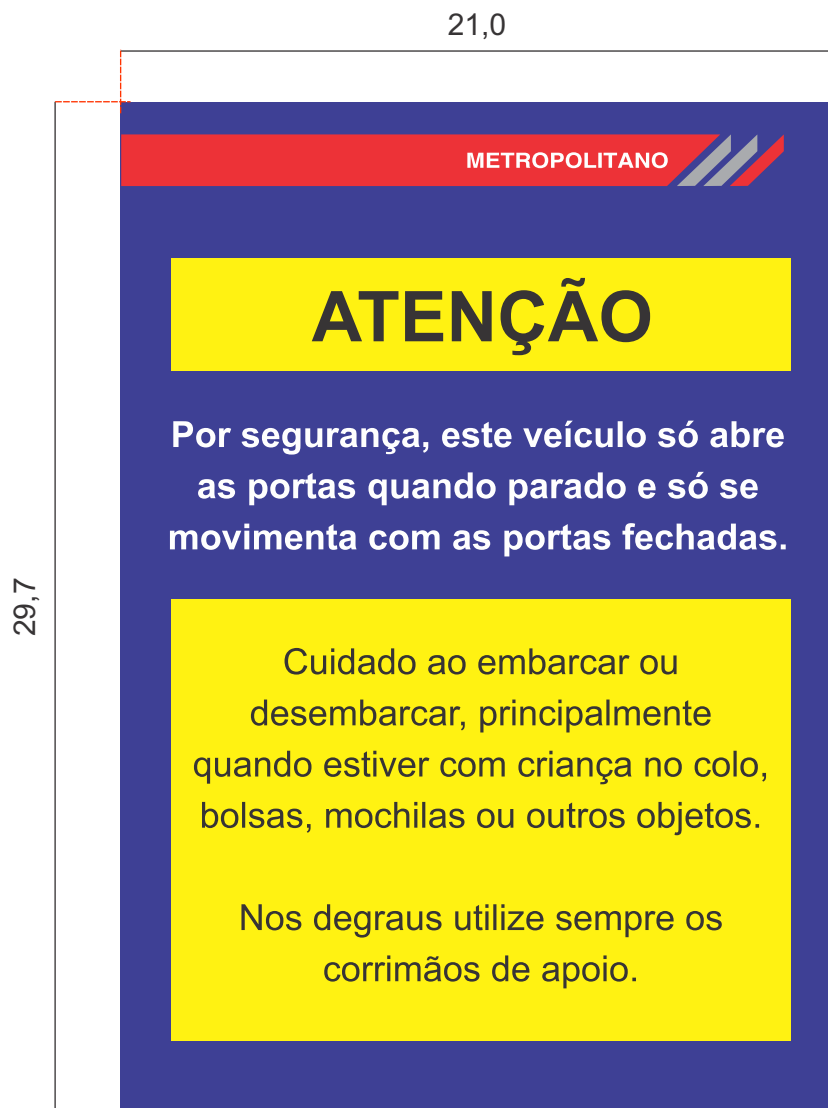 21,0
METROPOLITANO
ATENÇÃO
Por segurança, este veículo só abre
as portas quando parado e só se
movimenta com as portas fechadas.
29,7
Cuidado ao embarcar ou
desembarcar, principalmente
quando estiver com criança no colo,
bolsas, mochilas ou outros objetos.
Nos degraus utilize sempre os
corrimãos de apoio.